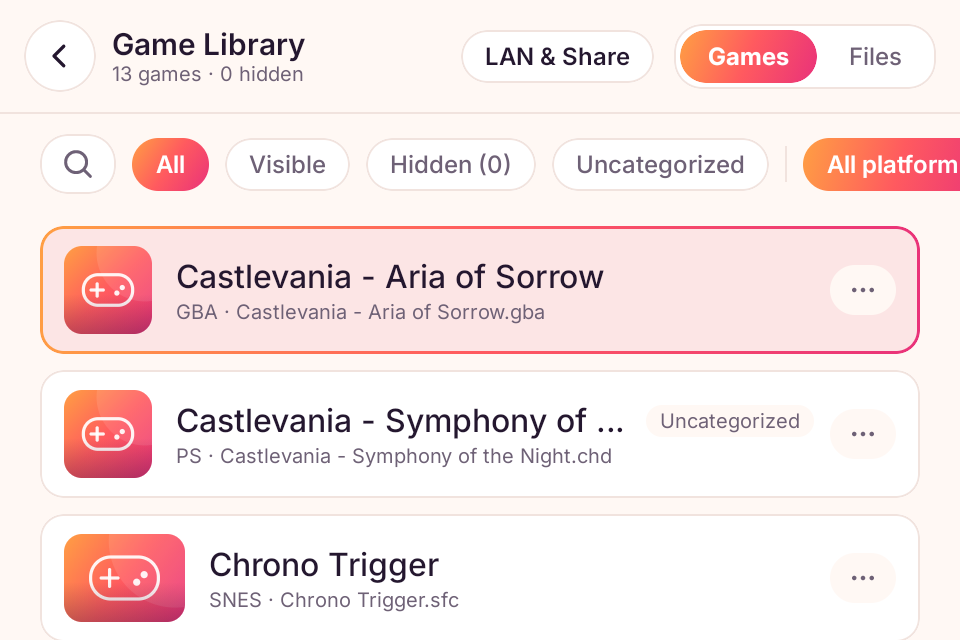 Game Library
13 games · 0 hidden
LAN & Share
Games
Files
All
Visible
Hidden (0)
Uncategorized
All platform
Castlevania - Aria of Sorrow
GBA · Castlevania - Aria of Sorrow.gba
Castlevania - Symphony of ...
Uncategorized
PS · Castlevania - Symphony of the Night.chd
Chrono Trigger
SNES · Chrono Trigger.sfc